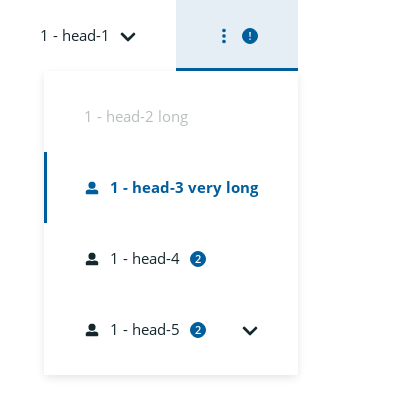 1 - head-1
!
1 - head-2 long
1 - head-3 very long
1 - head-4 2
1 - head-5 2